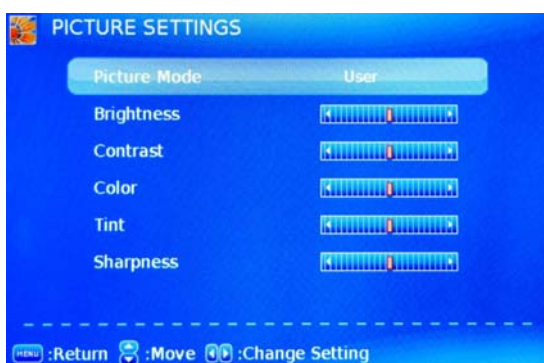 PICTURE SETTINGS
Picture Mode User
Brightness
Contrast
Color
Tint
Sharpness
MENU :Return :Move :Change Setting